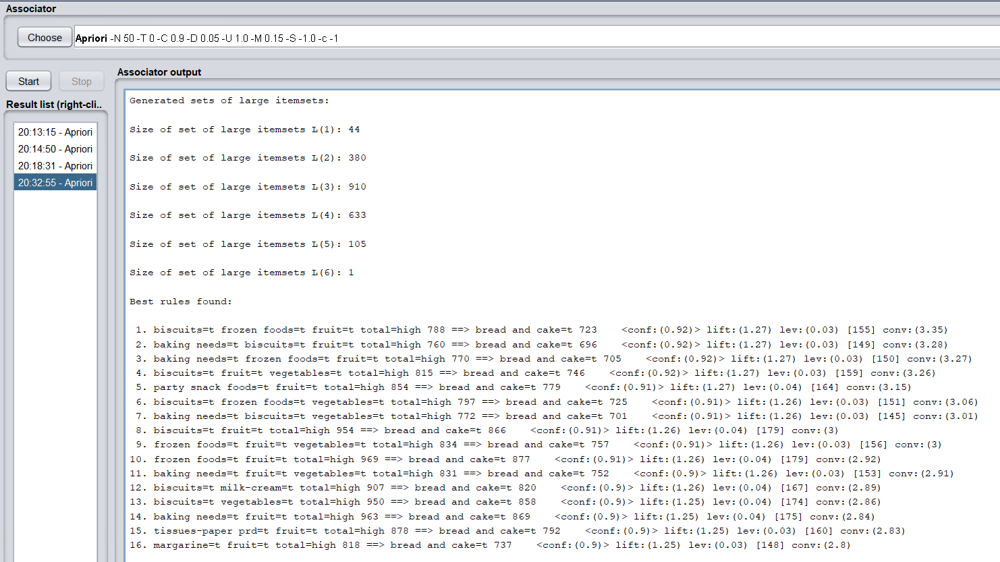 Associator
Choose Apriori -N 50 -T 0 -C 0.9 -D 0.05 -U 1.0 -M 0.15 -S -1.0 -c -1
Start Stop
Result list (right-cli..
20:13:15 - Apriori
20:14:50 - Apriori
20:18:31 - Apriori
20:32:55 - Apriori
Associator output
Generated sets of large itemsets:
Size of set of large itemsets L(1): 44
Size of set of large itemsets L(2): 380
Size of set of large itemsets L(3): 910
Size of set of large itemsets L(4): 633
Size of set of large itemsets L(5): 105
Size of set of large itemsets L(6): 1
Best rules found:
1. biscuits=t frozen foods=t fruit=t total=high 788 ==> bread and cake=t 723 <conf:(0.92)> lift:(1.27) lev:(0.03) [155] conv:(3.35)
2. baking needs=t biscuits=t fruit=t total=high 760 ==> bread and cake=t 696 <conf:(0.92)> lift:(1.27) lev:(0.03) [149] conv:(3.28)
3. baking needs=t frozen foods=t fruit=t total=high 770 ==> bread and cake=t 705 <conf:(0.92)> lift:(1.27) lev:(0.03) [150] conv:(3.27)
4. biscuits=t fruit=t vegetables=t total=high 815 ==> bread and cake=t 746 <conf:(0.92)> lift:(1.27) lev:(0.03) [159] conv:(3.26)
5. party snack foods=t fruit=t total=high 854 ==> bread and cake=t 779 <conf:(0.91)> lift:(1.27) lev:(0.04) [164] conv:(3.15)
6. biscuits=t frozen foods=t vegetables=t total=high 797 ==> bread and cake=t 725 <conf:(0.91)> lift:(1.26) lev:(0.03) [151] conv:(3.06)
7. baking needs=t biscuits=t vegetables=t total=high 772 ==> bread and cake=t 701 <conf:(0.91)> lift:(1.26) lev:(0.03) [145] conv:(3.01)
8. biscuits=t fruit=t total=high 954 ==> bread and cake=t 866 <conf:(0.91)> lift:(1.26) lev:(0.04) [179] conv:(3)
9. frozen foods=t fruit=t vegetables=t total=high 834 ==> bread and cake=t 757 <conf:(0.91)> lift:(1.26) lev:(0.03) [156] conv:(3)
10. frozen foods=t fruit=t total=high 969 ==> bread and cake=t 877 <conf:(0.91)> lift:(1.26) lev:(0.04) [179] conv:(2.92)
11. baking needs=t fruit=t vegetables=t total=high 831 ==> bread and cake=t 752 <conf:(0.9)> lift:(1.26) lev:(0.03) [153] conv:(2.91)
12. biscuits=t milk-cream=t total=high 907 ==> bread and cake=t 820 <conf:(0.9)> lift:(1.26) lev:(0.04) [167] conv:(2.89)
13. biscuits=t vegetables=t total=high 950 ==> bread and cake=t 858 <conf:(0.9)> lift:(1.25) lev:(0.04) [174] conv:(2.86)
14. baking needs=t fruit=t total=high 963 ==> bread and cake=t 869 <conf:(0.9)> lift:(1.25) lev:(0.04) [175] conv:(2.84)
15. tissues-paper prd=t fruit=t total=high 878 ==> bread and cake=t 792 <conf:(0.9)> lift:(1.25) lev:(0.03) [160] conv:(2.83)
16. margarine=t fruit=t total=high 818 ==> bread and cake=t 737 <conf:(0.9)> lift:(1.25) lev:(0.03) [148] conv:(2.8)